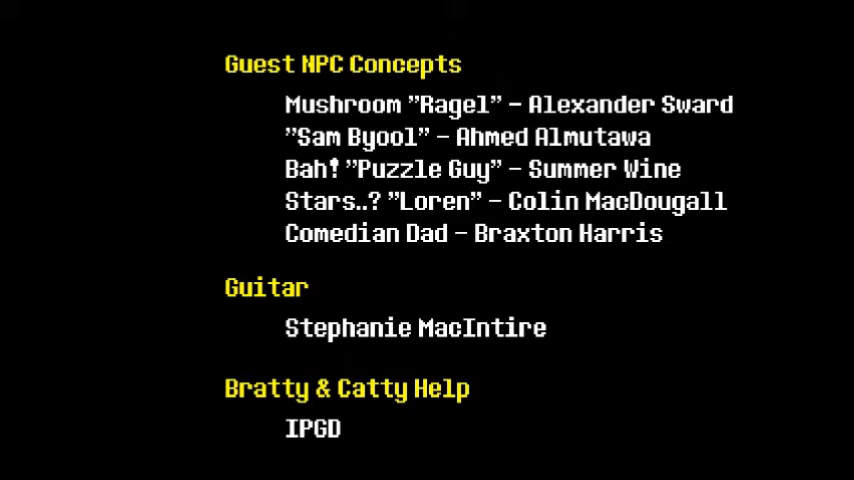 Guest NPC Concepts
Mushroom "Ragel" - Alexander Sward
"Sam Byool" - Ahmed Almutawa
Bah! "Puzzle Guy" - Summer Wine
Stars..? "Loren" - Colin MacDougall
Comedian Dad - Braxton Harris
Guitar
Stephanie MacIntire
Bratty & Catty Help
IPGD